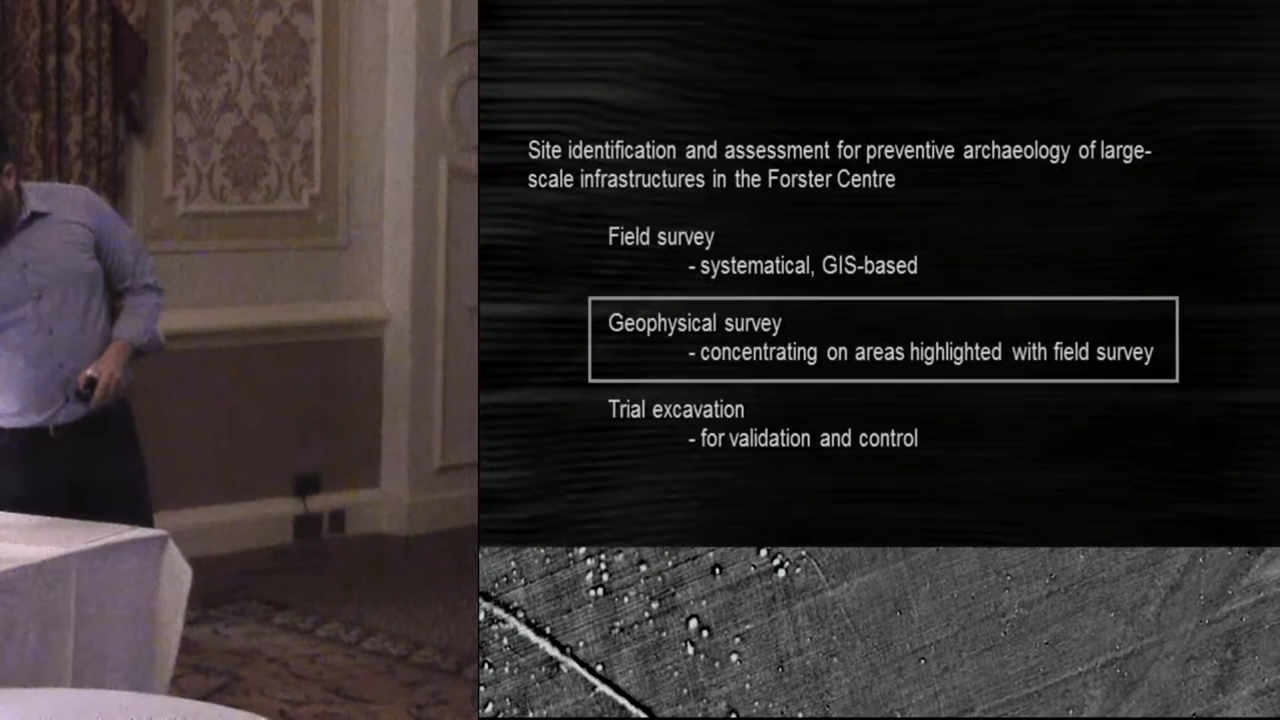 Site identification and assessment for preventive archaeology of large-
scale infrastructures in the Forster Centre
Field survey
- systematical, GIS-based
Geophysical survey
- concentrating on areas highlighted with field survey
Trial excavation
- for validation and control